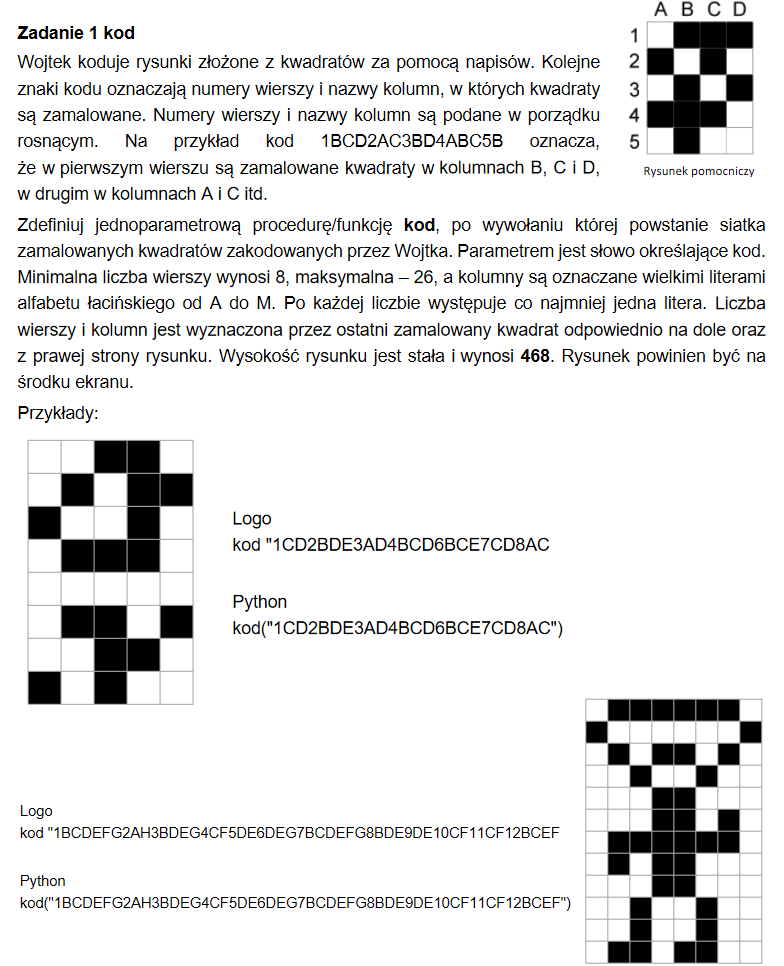 Zadanie 1 kod
Wojtek koduje rysunki złożone z kwadratów za pomocą napisów. Kolejne
znaki kodu oznaczają numery wierszy i nazwy kolumn, w których kwadraty
są zamalowane. Numery wierszy i nazwy kolumn są podane w porządku
rosnącym. Na przykład kod 1BCD2AC3BD4ABC5B oznacza,
że w pierwszym wierszu są zamalowane kwadraty w kolumnach B, C i D,
w drugim w kolumnach A i C itd.
A B C D
1
2
3
4
5
Rysunek pomocniczy
Zdefiniuj jednoparametrową procedurę/funkcję kod, po wywołaniu której powstanie siatka
zamalowanych kwadratów zakodowanych przez Wojtka. Parametrem jest słowo określające kod.
Minimalna liczba wierszy wynosi 8, maksymalna – 26, a kolumny są oznaczane wielkimi literami
alfabetu łacińskiego od A do M. Po każdej liczbie występuje co najmniej jedna litera. Liczba
wierszy i kolumn jest wyznaczona przez ostatni zamalowany kwadrat odpowiednio na dole oraz
z prawej strony rysunku. Wysokość rysunku jest stała i wynosi 468. Rysunek powinien być na
środku ekranu.
Przykłady:
Logo
kod "1CD2BDE3AD4BCD6BCE7CD8AC
Python
kod("1CD2BDE3AD4BCD6BCE7CD8AC")
Logo
kod "1BCDEFG2AH3BDEG4CF5DE6DEG7BCDEFG8BDE9DE10CF11CF12BCEF
Python
kod("1BCDEFG2AH3BDEG4CF5DE6DEG7BCDEFG8BDE9DE10CF11CF12BCEF")